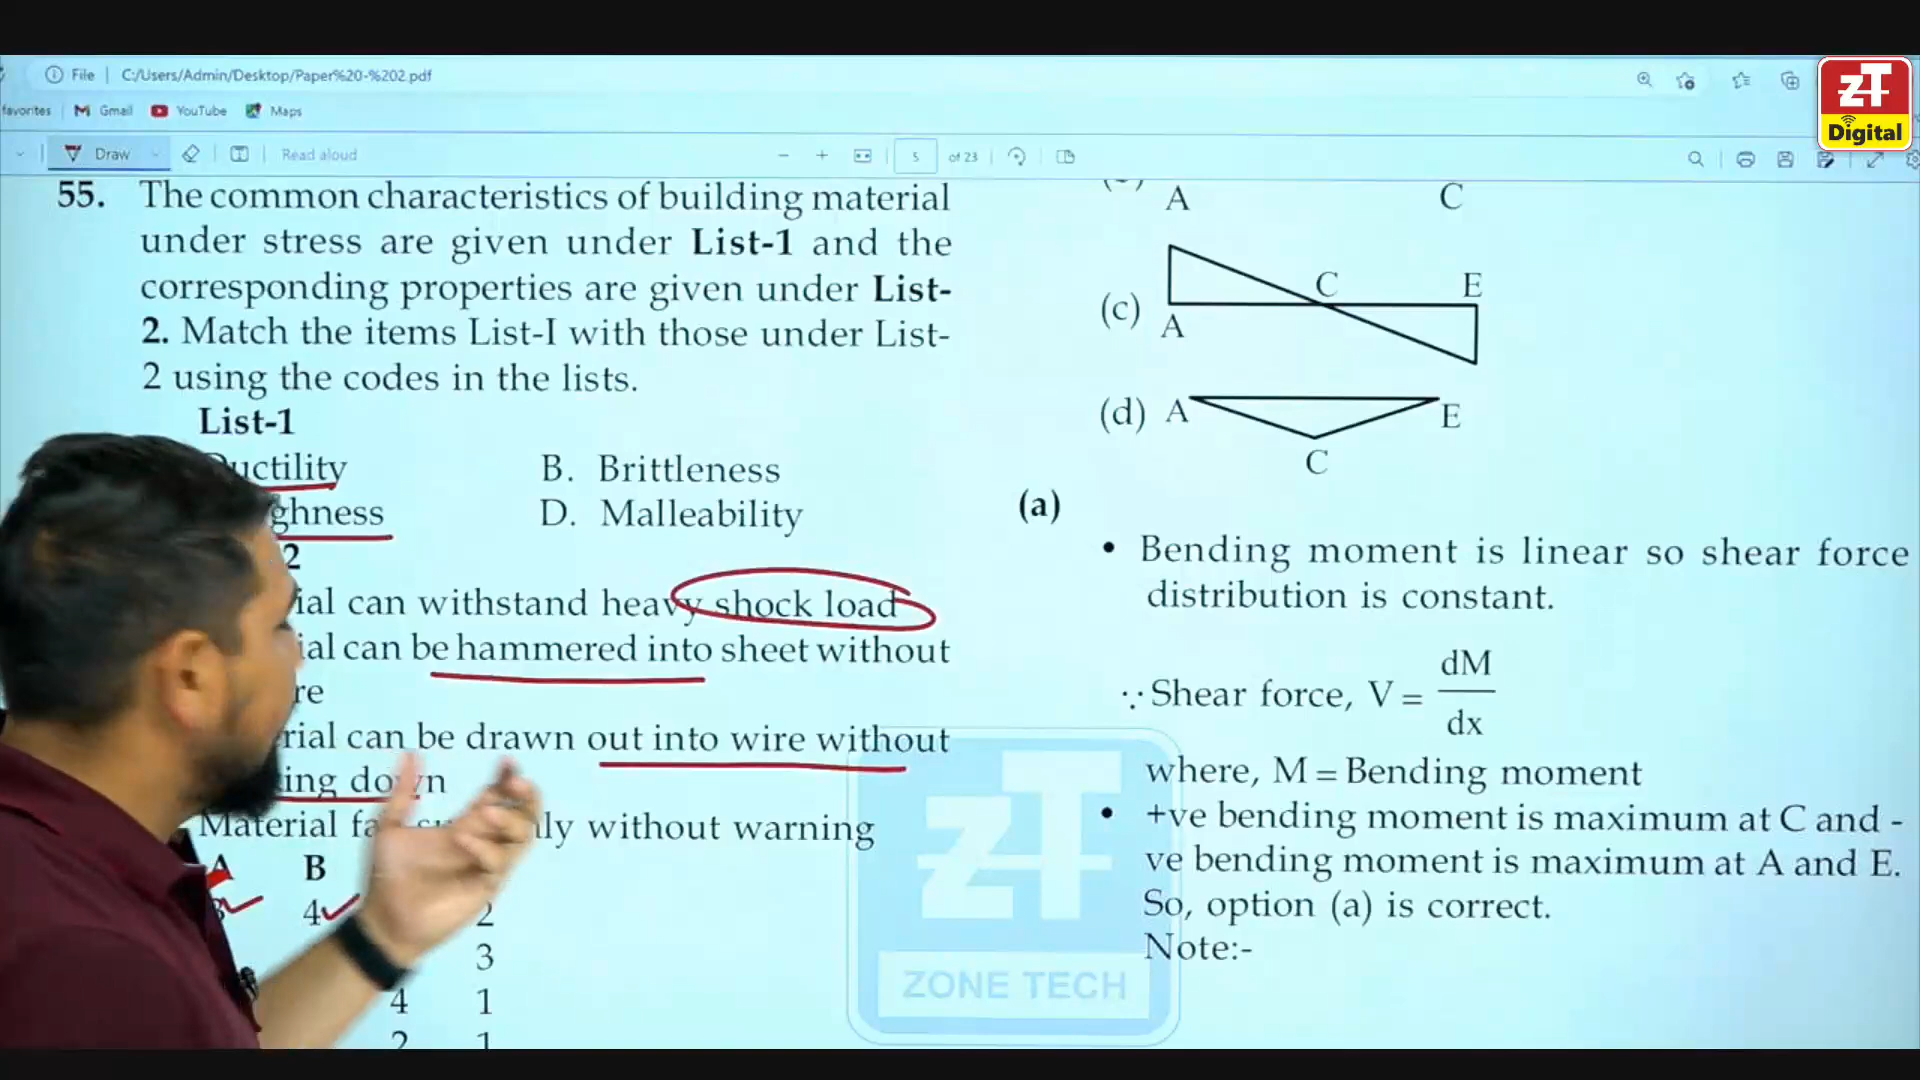 File | C:/Users/Admin/Desktop/Paper%20-%202.pdf
favorites Gmail YouTube Maps
Draw Read aloud 5 of 23
zT
Digital
55. The common characteristics of building material
under stress are given under List-1 and the
corresponding properties are given under List-
2. Match the items List-I with those under List-
2 using the codes in the lists.
List-1
uctility B. Brittleness
ghness D. Malleability
2
ial can withstand heavy shock load
ial can be hammered into sheet without
re
rial can be drawn out into wire without
ing down
Material without warning
A B
3 4 2
3
4 1
2 1
A C
(c) A C E
(d) A E
C
(a)
• Bending moment is linear so shear force
distribution is constant.
∵ Shear force, V = dM
dx
where, M = Bending moment
• +ve bending moment is maximum at C and -
ve bending moment is maximum at A and E.
So, option (a) is correct.
Note:-
zT
ZONE TECH